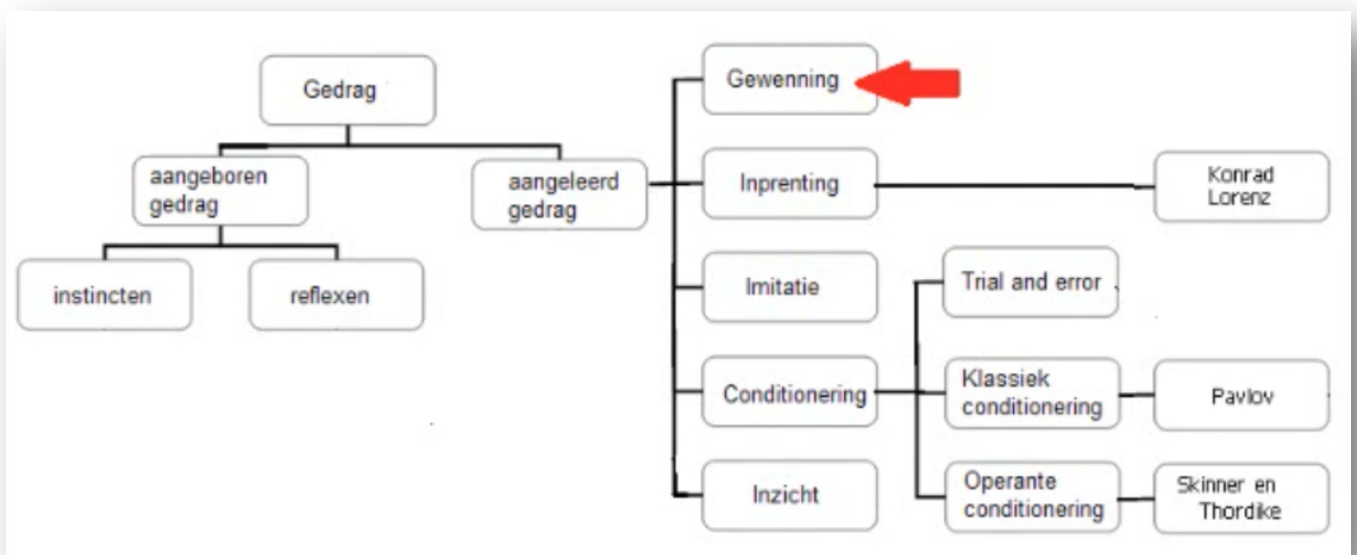 Gedrag
aangeboren
gedrag
instincten
reflexen
aangeleerd
gedrag
Gewenning
Inprenting
Konrad
Lorenz
Imitatie
Conditionering
Trial and error
Klassiek
conditionering
Pavlov
Operante
conditionering
Skinner en
Thordike
Inzicht